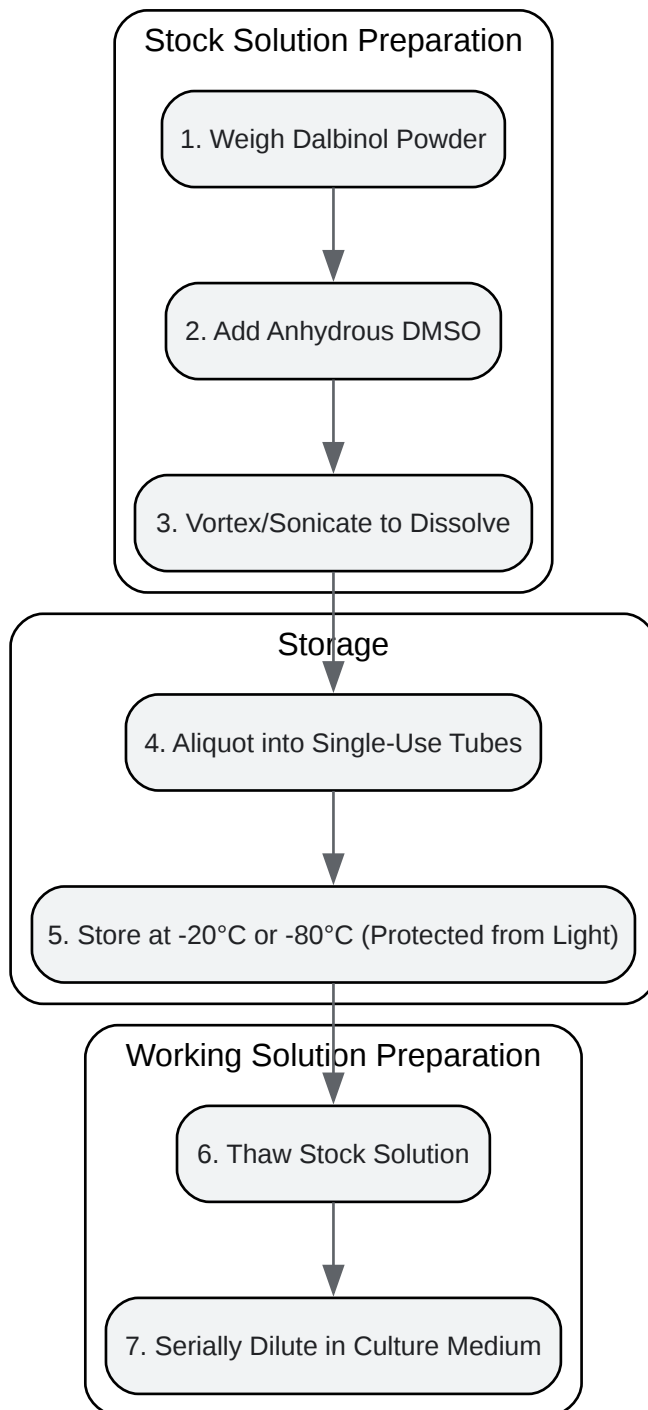 Stock Solution Preparation
1. Weigh Dalbinol Powder
2. Add Anhydrous DMSO
3. Vortex/Sonicate to Dissolve
Storage
4. Aliquot into Single-Use Tubes
5. Store at -20°C or -80°C (Protected from Light)
Working Solution Preparation
6. Thaw Stock Solution
7. Serially Dilute in Culture Medium